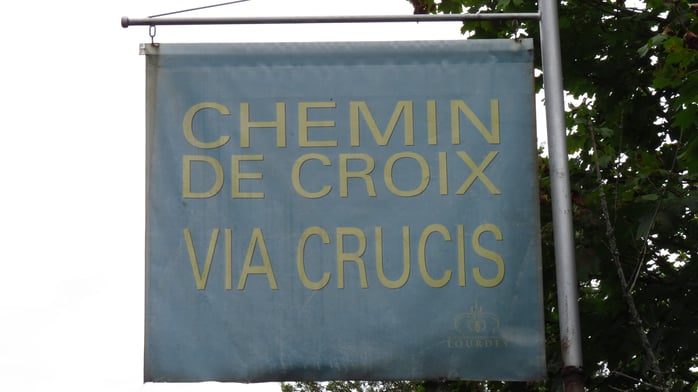 CHEMIN
DE CROIX
VIA CRUCIS
LOURDES